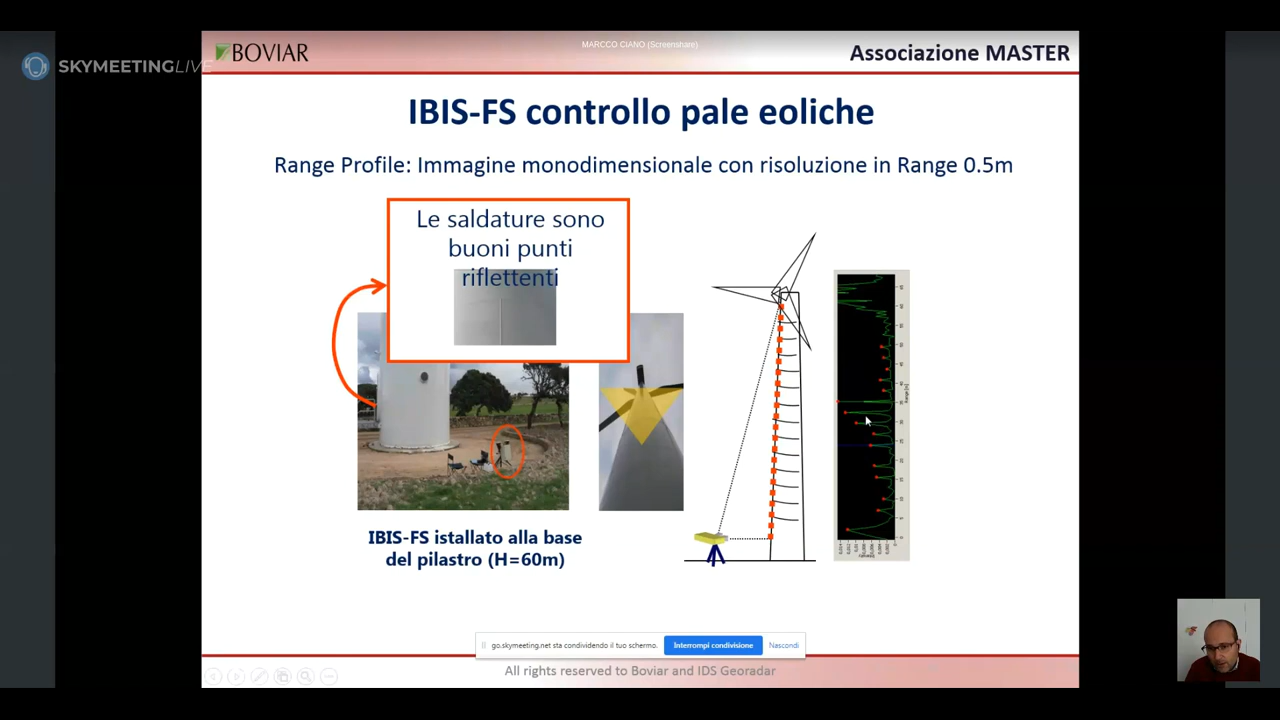 SKYMEETINGLIVE
BOVIAR
MARCCO CIANO (Screenshare)
Associazione MASTER
IBIS-FS controllo pale eoliche
Range Profile: Immagine monodimensionale con risoluzione in Range 0.5m
Le saldature sono
buoni punti
riflettenti
IBIS-FS istallato alla base
del pilastro (H=60m)
go.skymeeting.net sta condividendo il tuo schermo.
Interrompi condivisione
Nascondi
All rights reserved to Boviar and IDS Georadar